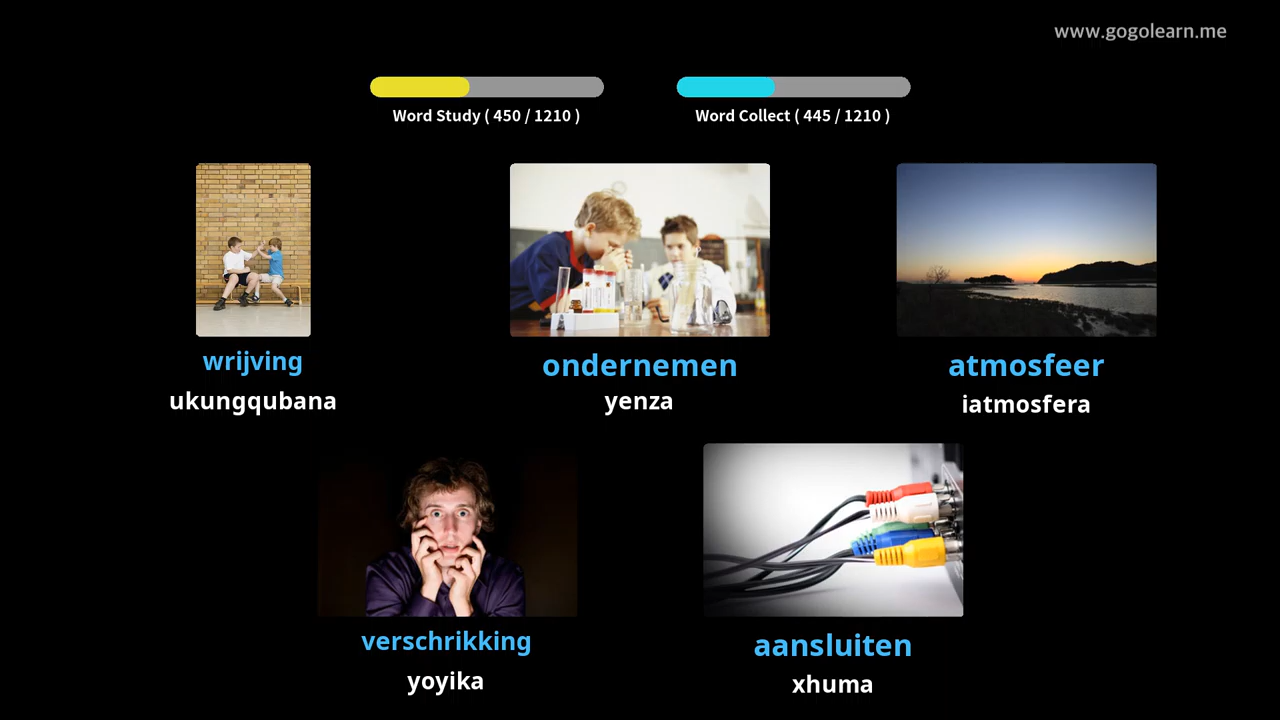 www.gogolearn.me
Word Study ( 450 / 1210 )
Word Collect ( 445 / 1210 )
wrijving
ukungqubana
ondernemen
yenza
atmosfeer
iatmosfera
verschrikking
yoyika
aansluiten
xhuma